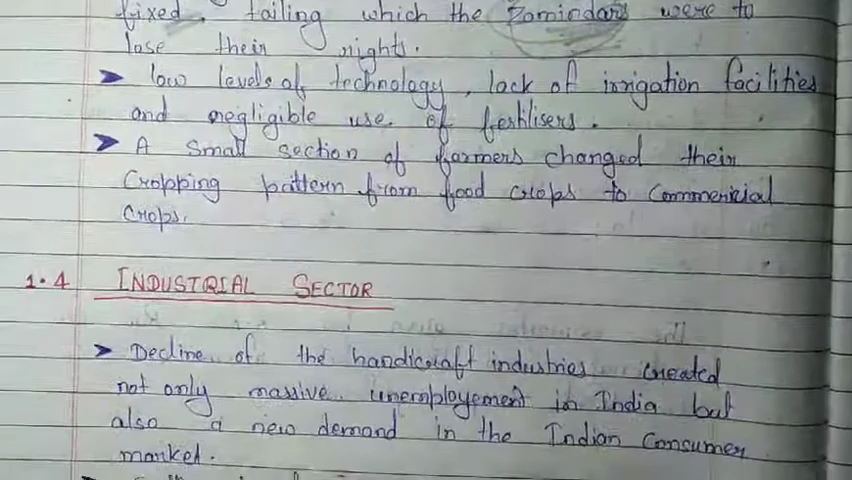 fixed, failing which the Zamindars were to
lose their rights.
➤ low levels of technology, lack of irrigation facilities
and negligible use of fertilisers.
➤ A small section of farmers changed their
cropping pattern from food crops to commericial
crops.
1.4 INDUSTRIAL SECTOR
➤ Decline of the handicraft industries created
not only massive unemployement in India but
also a new demand in the Indian consumer
market.